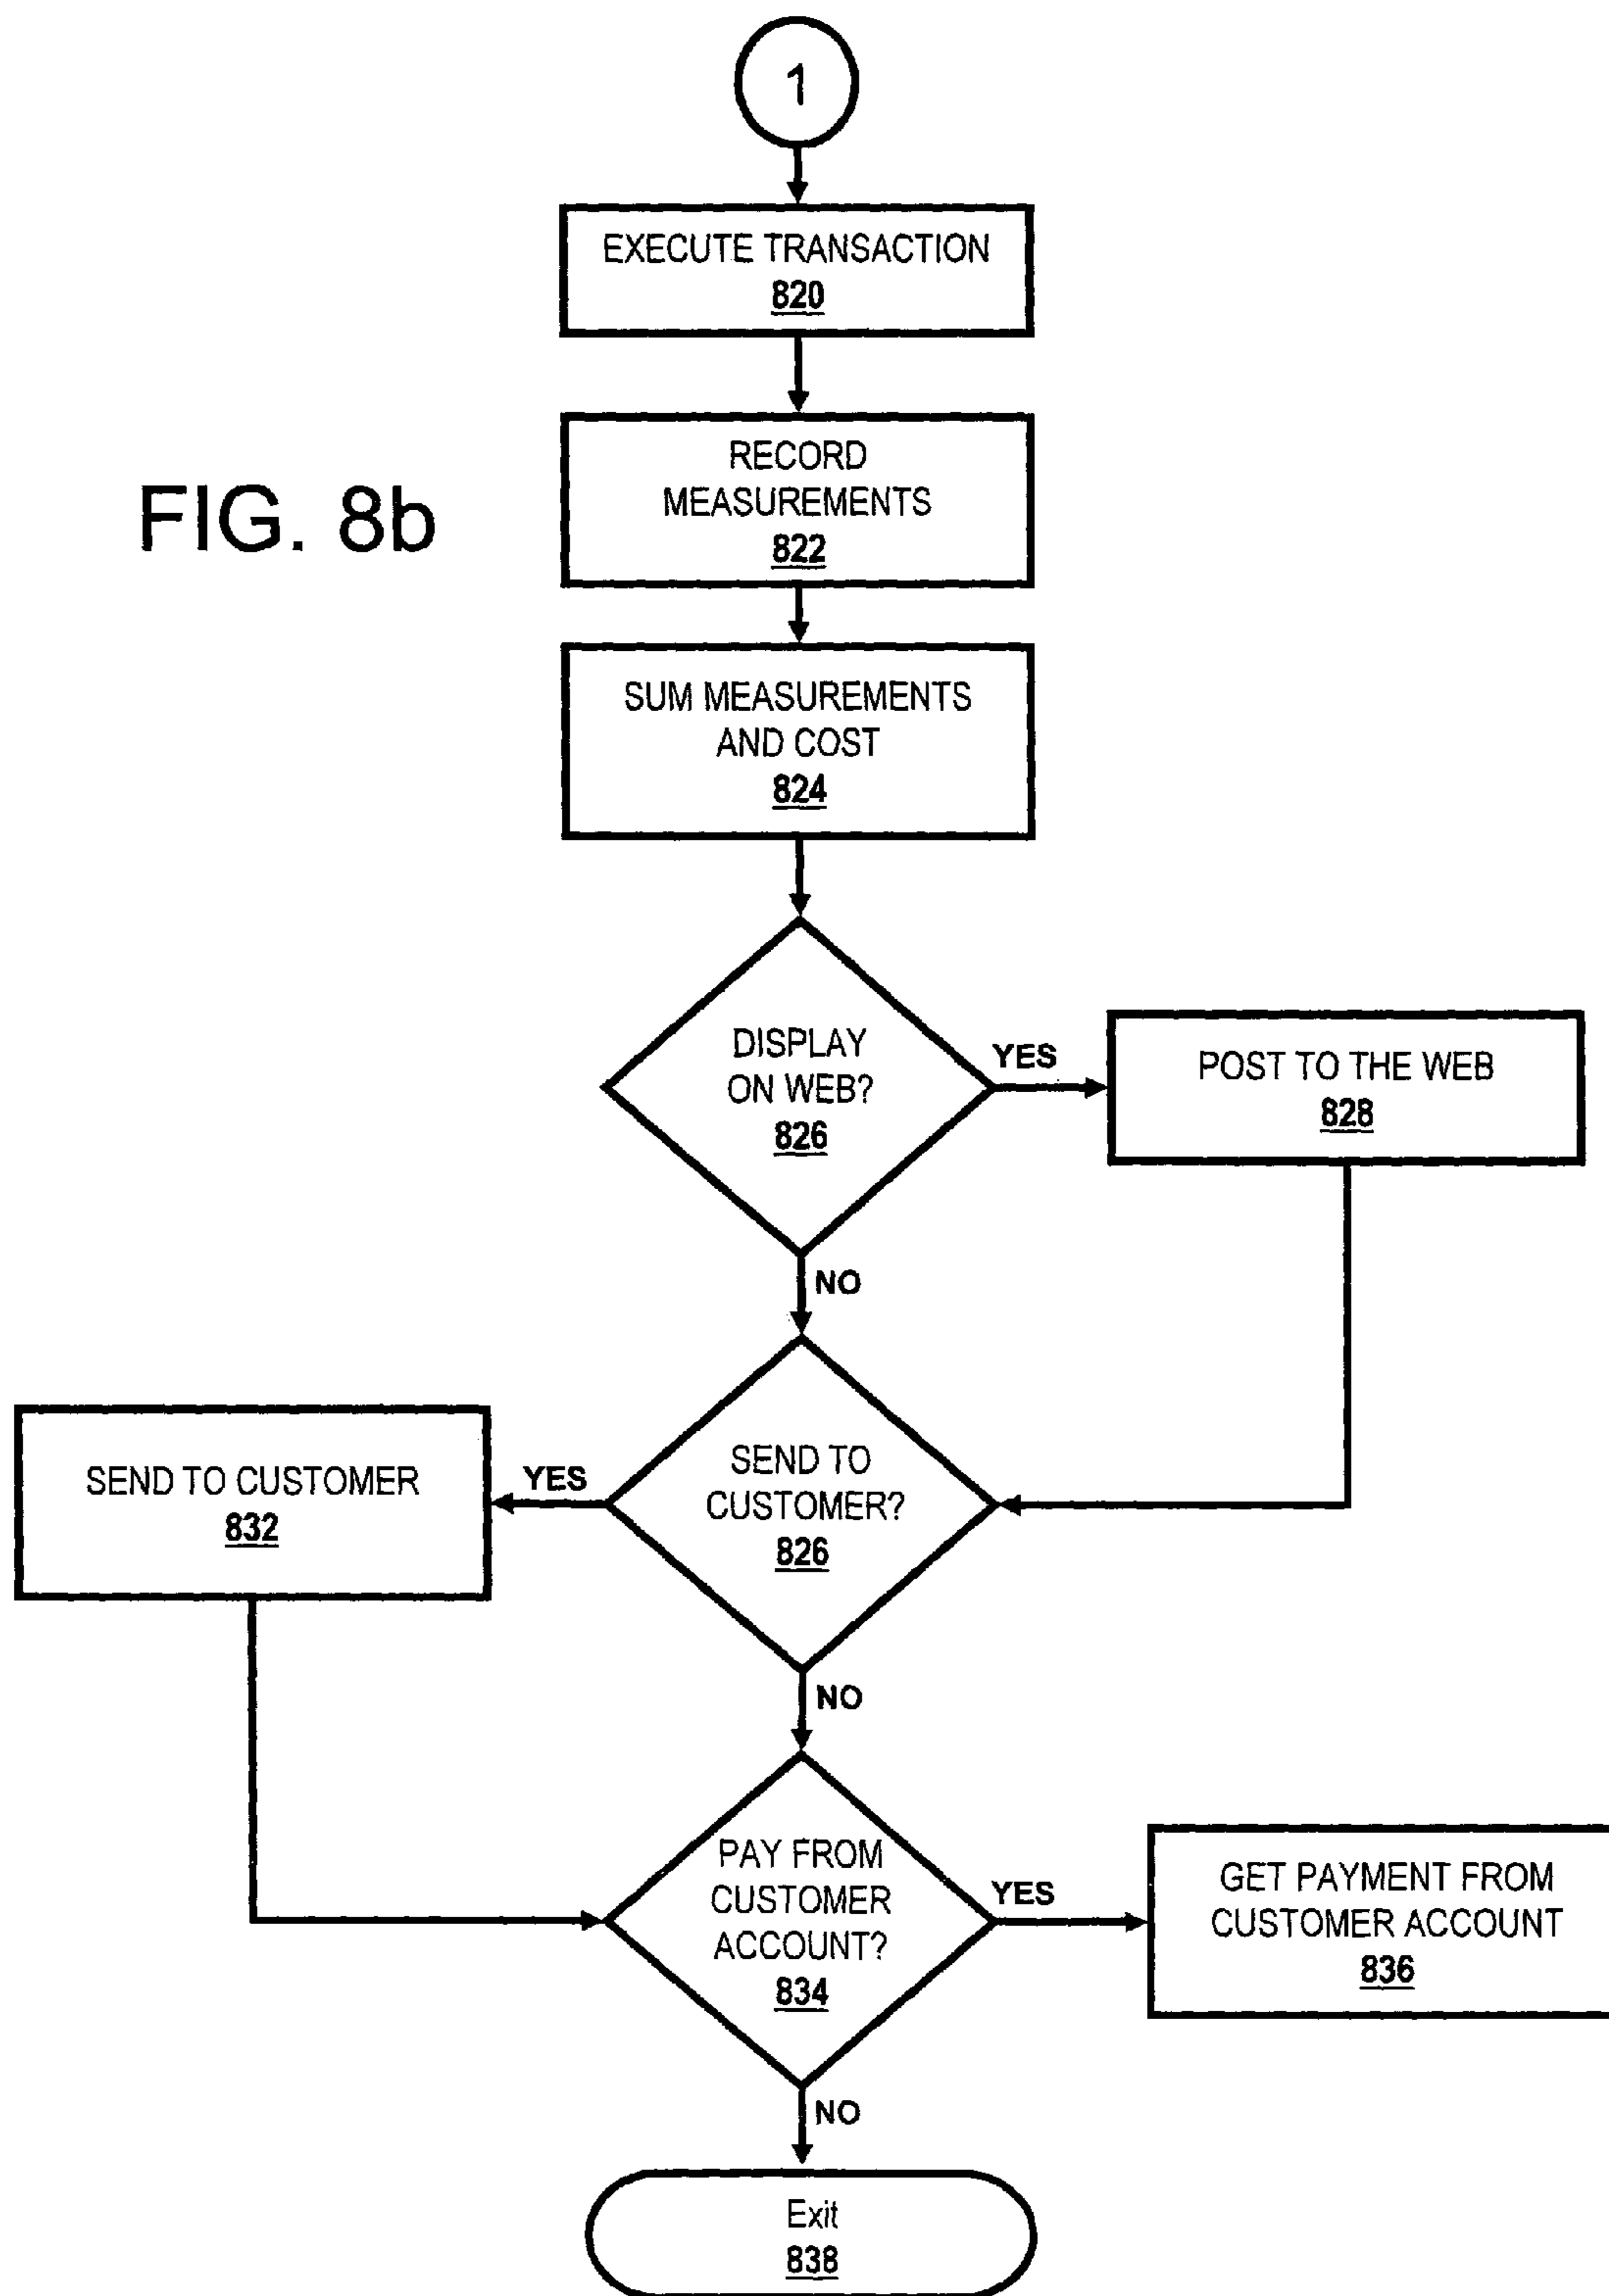 1
EXECUTE TRANSACTION
820
RECORD
MEASUREMENTS
822
FIG. 8b
SUM MEASUREMENTS
AND COST
824
DISPLAY
ON WEB?
826
YES
POST TO THE WEB
828
NO
SEND TO
CUSTOMER?
826
YES
SEND TO CUSTOMER
832
NO
PAY FROM
CUSTOMER
ACCOUNT?
834
YES
GET PAYMENT FROM
CUSTOMER ACCOUNT
836
NO
Exit
838